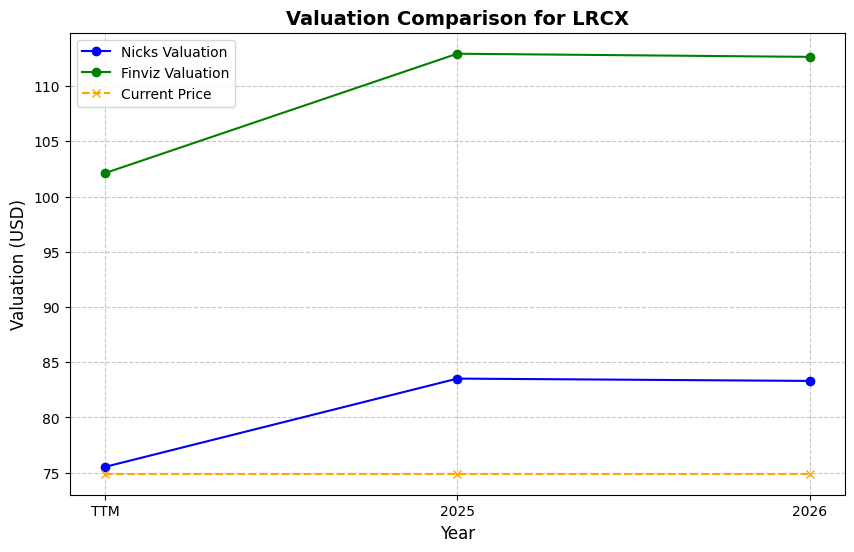 Valuation Comparison for LRCX
Nicks Valuation
Finviz Valuation
Current Price
Valuation (USD)
110
105
100
95
90
85
80
75
TTM
2025
2026
Year